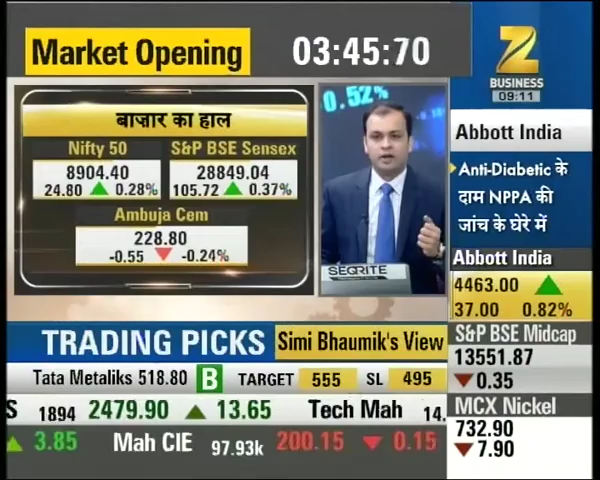 Market Opening
03:45:70
Z
BUSINESS
09:11
बाज़ार का हाल
Nifty 50
8904.40
24.80 ▲ 0.28%
S&P BSE Sensex
28849.04
105.72 ▲ 0.37%
Ambuja Cem
228.80
-0.55 ▼ -0.24%
0.52%
SEQRITE
Abbott India
Anti-Diabetic के
दाम NPPA की
जांच के घेरे में
Abbott India
4463.00 ▲
37.00 0.82%
S&P BSE Midcap
13551.87
▼ 0.35
MCX Nickel
732.90
▼ 7.90
TRADING PICKS
Simi Bhaumik's View
Tata Metaliks 518.80 B TARGET 555 SL 495
S 1894 2479.90 ▲ 13.65 Tech Mah 14.
▲ 3.85 Mah CIE 97.93k 200.15 ▼ 0.15